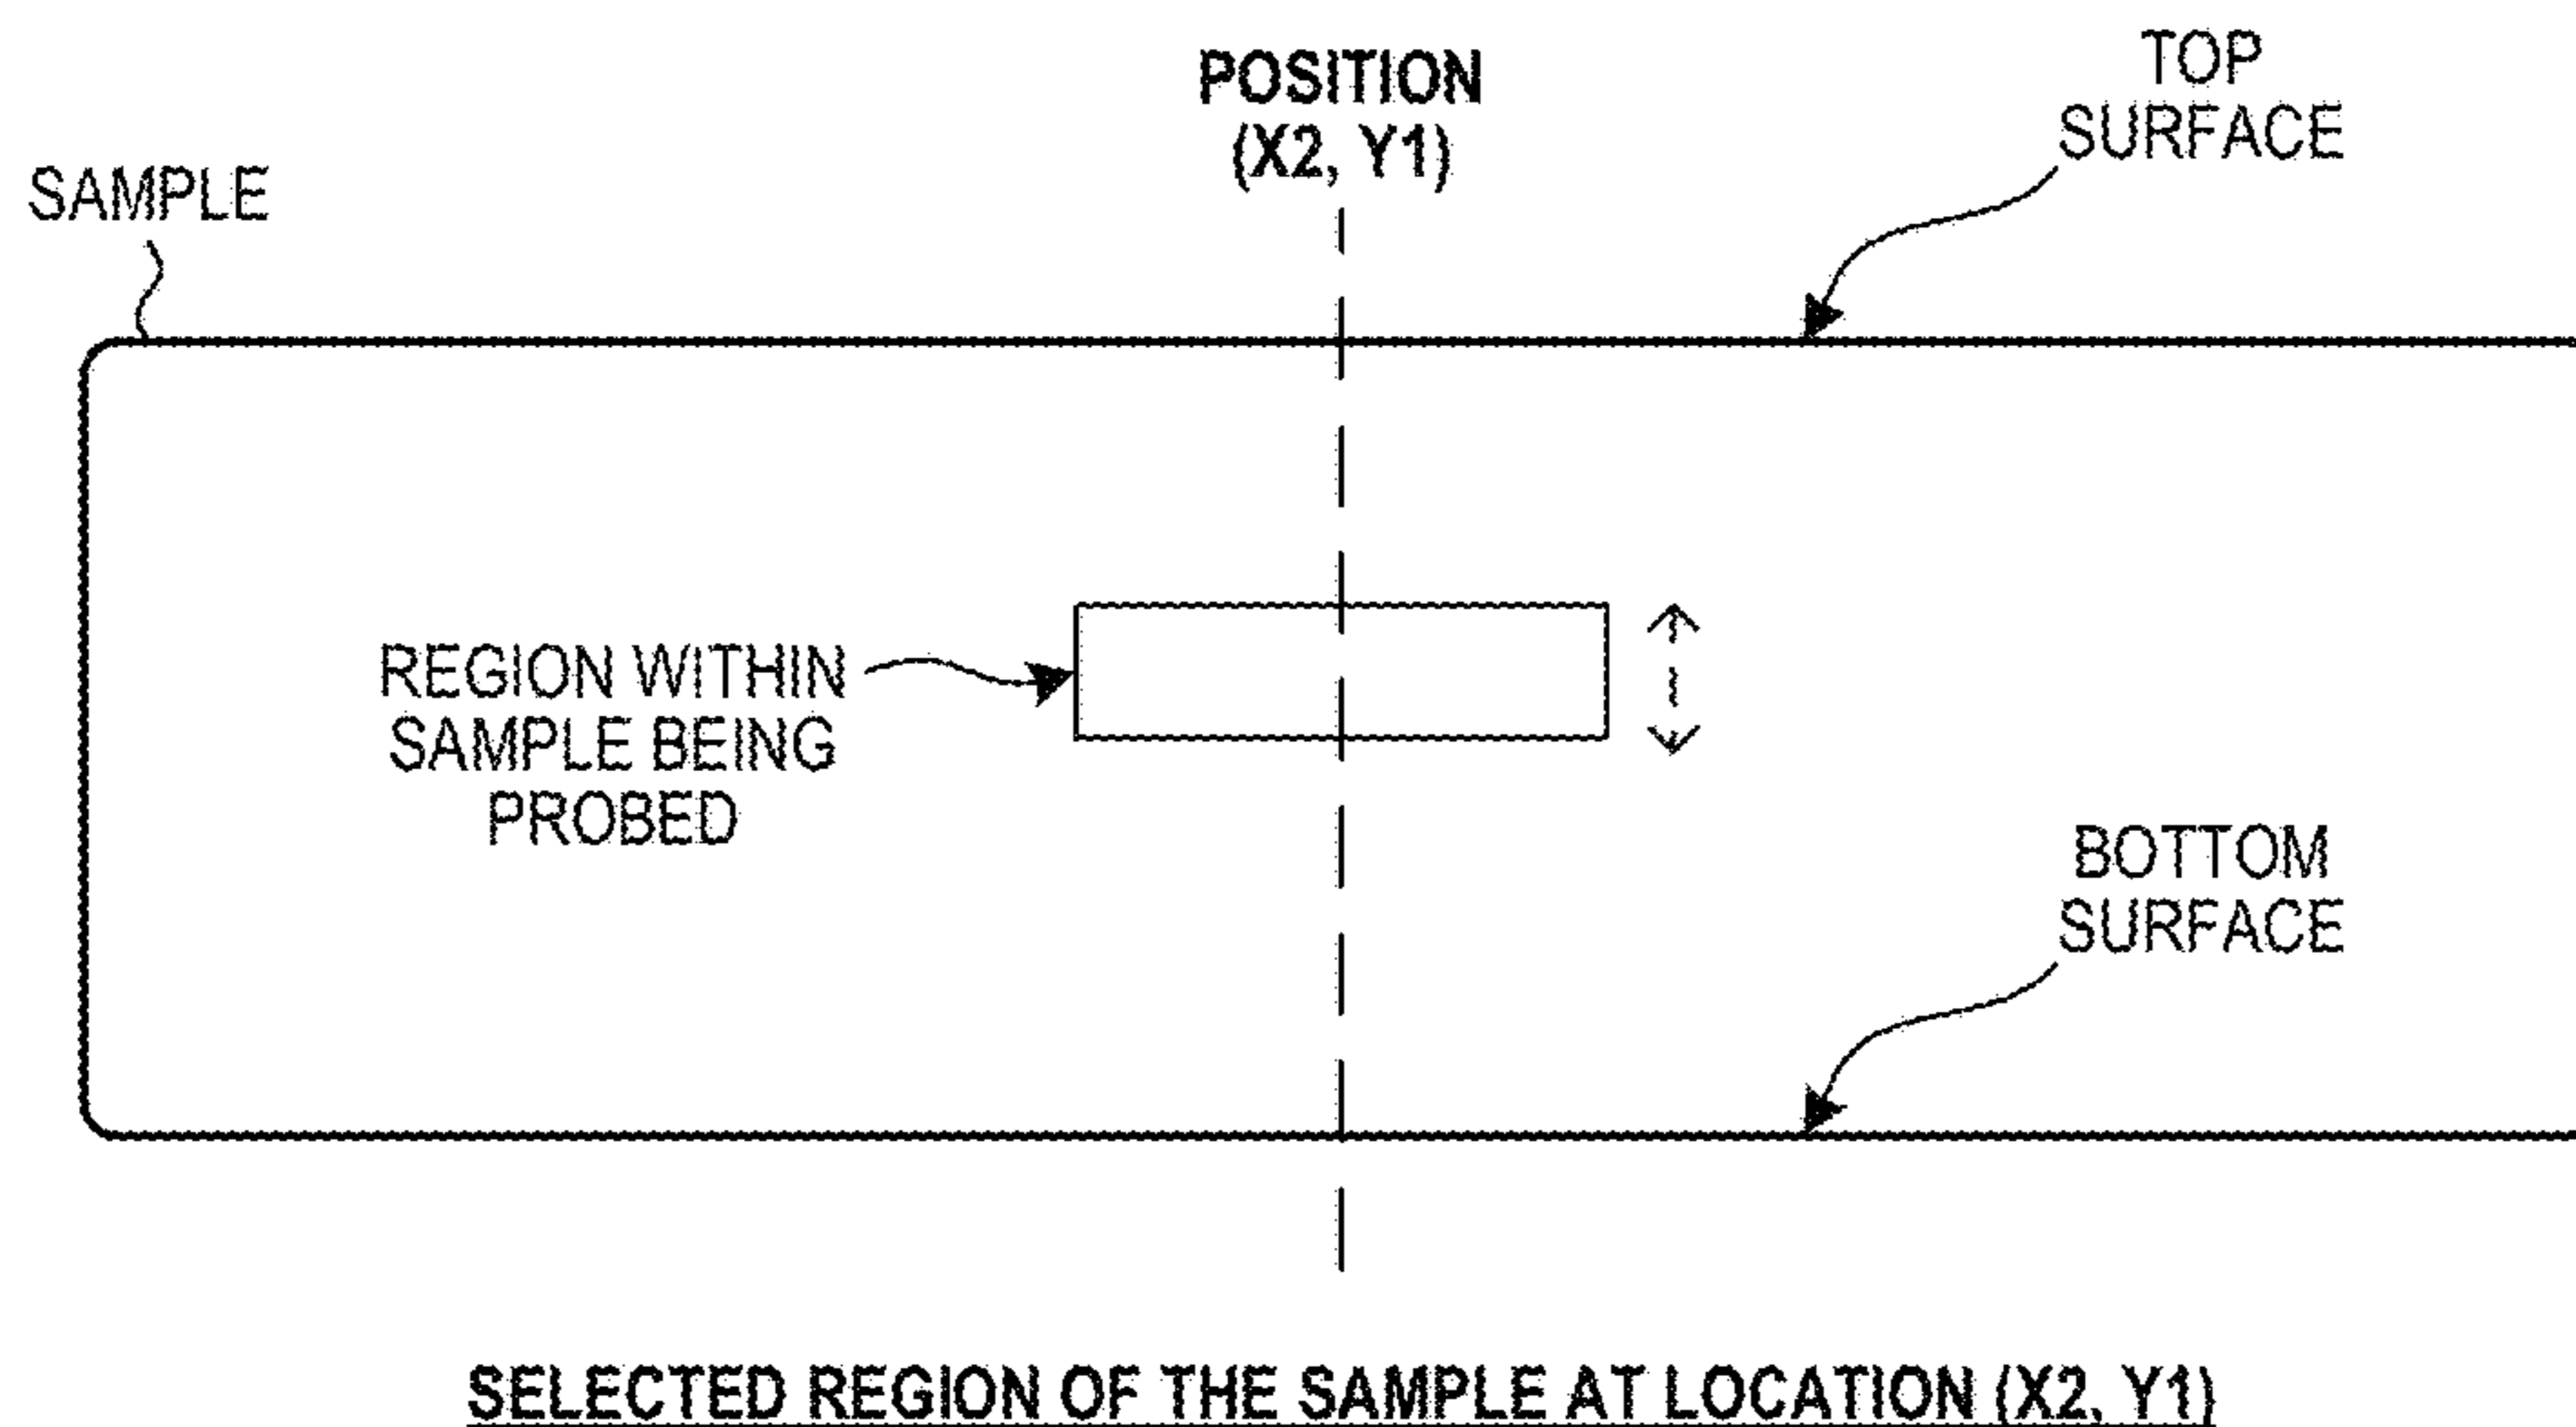 POSITION
(X2, Y1)
TOP
SURFACE
SAMPLE
REGION WITHIN
SAMPLE BEING
PROBED
BOTTOM
SURFACE
SELECTED REGION OF THE SAMPLE AT LOCATION (X2, Y1)